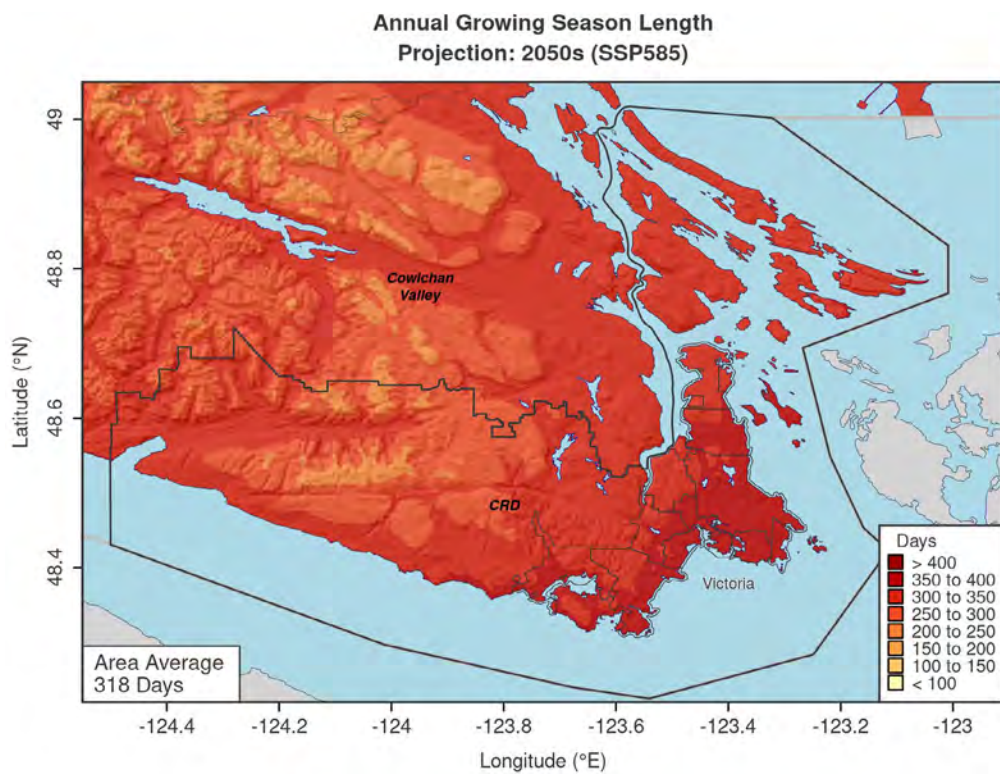 Annual Growing Season Length
Projection: 2050s (SSP585)
49
48.8
48.6
48.4
Latitude (°N)
Cowichan
Valley
CRD
Victoria
Days
> 400
350 to 400
300 to 350
250 to 300
200 to 250
150 to 200
100 to 150
< 100
Area Average
318 Days
-124.4
-124.2
-124
-123.8
-123.6
-123.4
-123.2
-123
Longitude (°E)